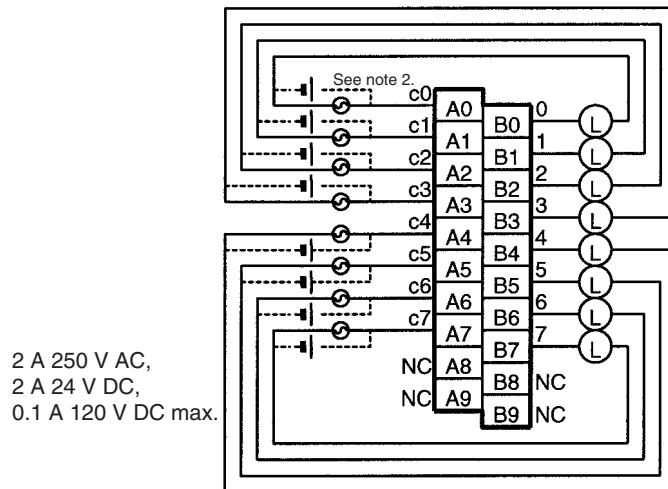 See note 2.
c0 A0 0
B0 L
c1 A1 1
B1 L
c2 A2 2
B2 L
c3 A3 3
B3 L
c4 A4 4
B4 L
c5 A5 5
B5 L
c6 A6 6
B6 L
c7 A7 7
B7 L
NC A8
B8 NC
NC A9
B9 NC
2 A 250 V AC,
2 A 24 V DC,
0.1 A 120 V DC max.